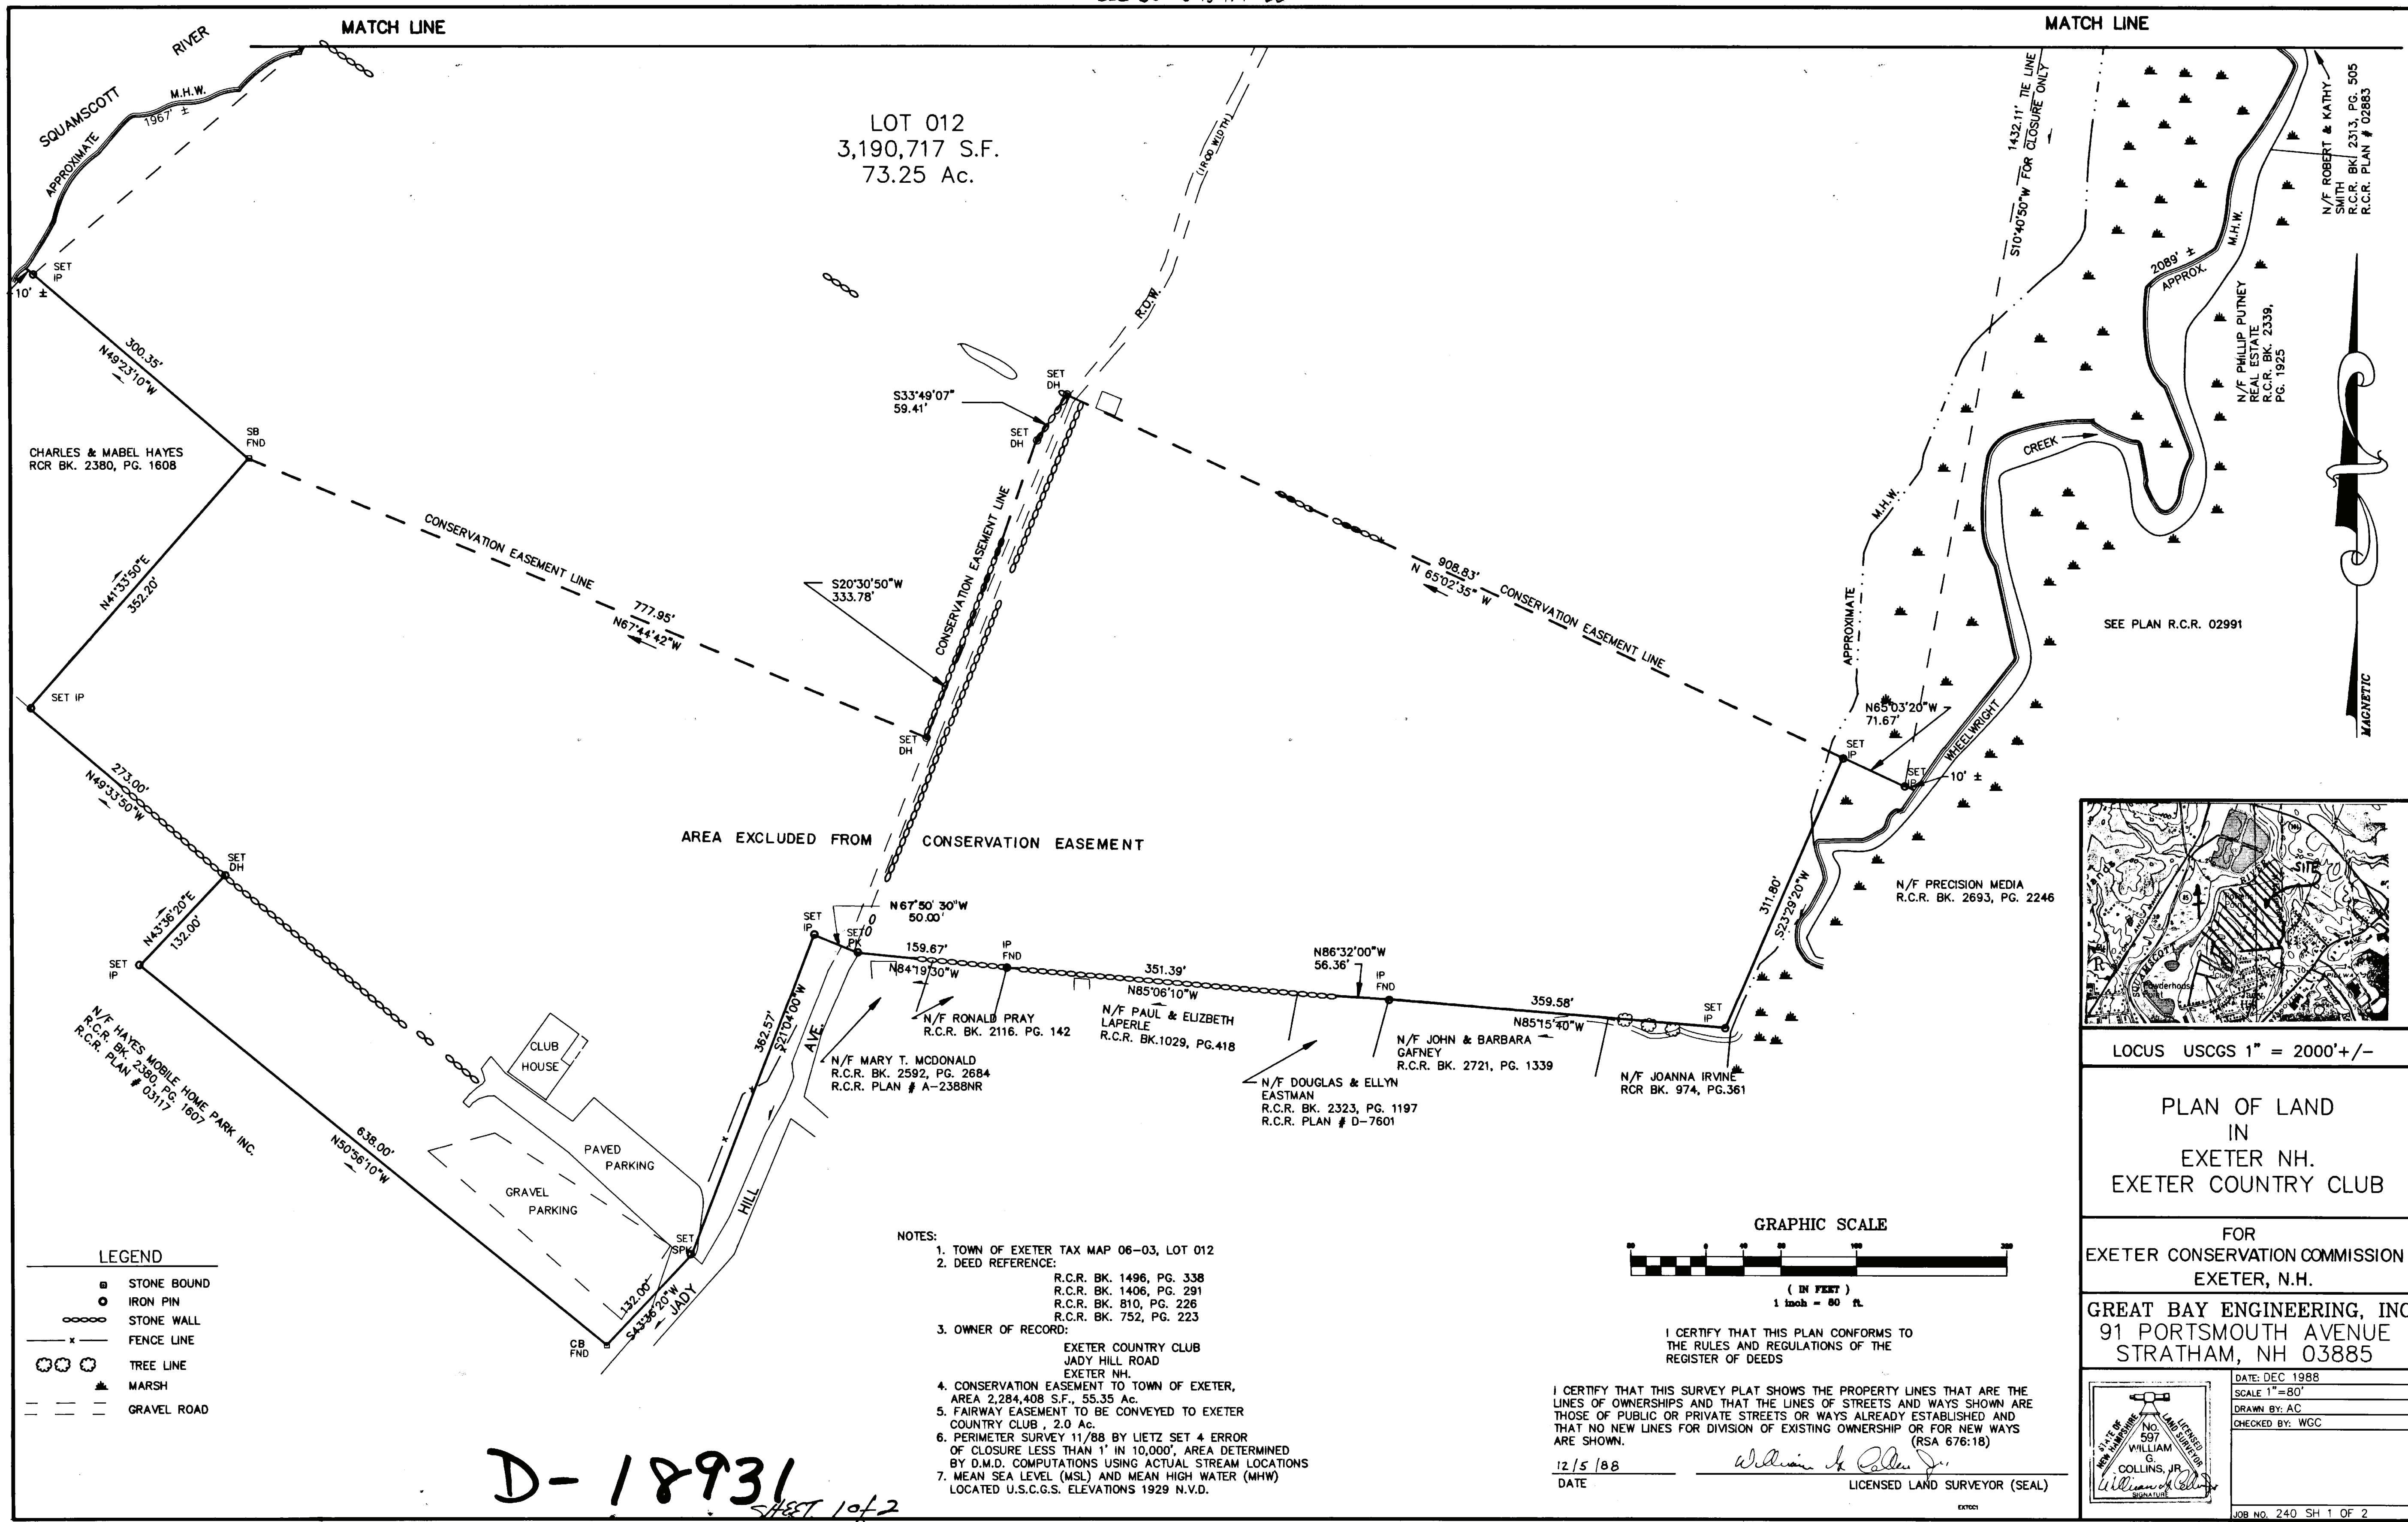 MATCH LINE
MATCH LINE
SQUAMSCOTT
RIVER
M.H.W.
1967' ±
APPROXIMATE
LOT 012
3,190,717 S.F.
73.25 Ac.
(1 ROD WIDTH)
R.O.W.
1432.11' TIE LINE
S10°40'50"W FOR CLOSURE ONLY
N/F ROBERT & KATHY
SMITH
R.C.R. BK. 2313, PG. 505
R.C.R. PLAN # 02883
M.H.W.
2089' ±
APPROX.
N/F PHILLIP PUTNEY
REAL ESTATE
R.C.R. BK. 2339,
PG. 1925
SET
IP
10' ±
300.35'
N49°23'10"W
SB
FND
CHARLES & MABEL HAYES
RCR BK. 2380, PG. 1608
S33°49'07"
59.41'
SET
DH
SET
DH
CREEK
M.H.W.
CONSERVATION EASEMENT LINE
CONSERVATION EASEMENT LINE
N41°33'50"E
352.20'
777.95'
N67°44'42"W
S20°30'50"W
333.78'
908.83'
N 65°02'35" W
CONSERVATION EASEMENT LINE
APPROXIMATE
SEE PLAN R.C.R. 02991
MAGNETIC
SET IP
SET
DH
N65°03'20"W
71.67'
SET
IP
SET
IP
10' ±
WHEELWRIGHT
273.00'
N49°33'50"W
AREA EXCLUDED FROM CONSERVATION EASEMENT
SET
DH
N43°36'20"E
132.00'
SET
IP
N67°50' 30"W
50.00'
SET
IP
SET
PK
159.67'
N84°19'30"W
IP
FND
351.39'
N85°06'10"W
N86°32'00"W
56.36'
IP
FND
359.58'
N85°15'40"W
SET
IP
311.80'
S23°29'20"W
N/F PRECISION MEDIA
R.C.R. BK. 2693, PG. 2246
N/F HAYES MOBILE HOME PARK INC.
R.C.R. BK. 2380, PG. 1607
R.C.R. PLAN # 03117
638.00'
N50°56'10"W
CLUB
HOUSE
PAVED
PARKING
GRAVEL
PARKING
362.57'
S21°04'00"W
x
x
AVE.
HILL
JADY
SET
SPK
132.00'
S43°36'20"W
CB
FND
N/F MARY T. MCDONALD
R.C.R. BK. 2592, PG. 2684
R.C.R. PLAN # A-2388NR
N/F RONALD PRAY
R.C.R. BK. 2116. PG. 142
N/F PAUL & ELIZBETH
LAPERLE
R.C.R. BK.1029, PG.418
N/F DOUGLAS & ELLYN
EASTMAN
R.C.R. BK. 2323, PG. 1197
R.C.R. PLAN # D-7601
N/F JOHN & BARBARA
GAFNEY
R.C.R. BK. 2721, PG. 1339
N/F JOANNA IRVINE
RCR BK. 974, PG.361
SITE
Powderhouse
Point
LOCUS USCGS 1" = 2000'+/-
PLAN OF LAND
IN
EXETER NH.
EXETER COUNTRY CLUB
FOR
EXETER CONSERVATION COMMISSION
EXETER, N.H.
GREAT BAY ENGINEERING, INC
91 PORTSMOUTH AVENUE
STRATHAM, NH 03885
DATE: DEC 1988
SCALE 1"=80'
DRAWN BY: AC
CHECKED BY: WGC
JOB NO. 240 SH 1 OF 2
STATE OF
NEW HAMPSHIRE
LICENSED
LAND SURVEYOR
No.
597
WILLIAM
G.
COLLINS, JR.
SIGNATURE
LEGEND
STONE BOUND
IRON PIN
STONE WALL
x FENCE LINE
TREE LINE
MARSH
GRAVEL ROAD
NOTES:
1. TOWN OF EXETER TAX MAP 06-03, LOT 012
2. DEED REFERENCE:
R.C.R. BK. 1496, PG. 338
R.C.R. BK. 1406, PG. 291
R.C.R. BK. 810, PG. 226
R.C.R. BK. 752, PG. 223
3. OWNER OF RECORD:
EXETER COUNTRY CLUB
JADY HILL ROAD
EXETER NH.
4. CONSERVATION EASEMENT TO TOWN OF EXETER,
AREA 2,284,408 S.F., 55.35 Ac.
5. FAIRWAY EASEMENT TO BE CONVEYED TO EXETER
COUNTRY CLUB , 2.0 Ac.
6. PERIMETER SURVEY 11/88 BY LIETZ SET 4 ERROR
OF CLOSURE LESS THAN 1' IN 10,000', AREA DETERMINED
BY D.M.D. COMPUTATIONS USING ACTUAL STREAM LOCATIONS
7. MEAN SEA LEVEL (MSL) AND MEAN HIGH WATER (MHW)
LOCATED U.S.C.G.S. ELEVATIONS 1929 N.V.D.
GRAPHIC SCALE
80 0 40 80 160 320
( IN FEET )
1 inch = 80 ft.
I CERTIFY THAT THIS PLAN CONFORMS TO
THE RULES AND REGULATIONS OF THE
REGISTER OF DEEDS
I CERTIFY THAT THIS SURVEY PLAT SHOWS THE PROPERTY LINES THAT ARE THE
LINES OF OWNERSHIPS AND THAT THE LINES OF STREETS AND WAYS SHOWN ARE
THOSE OF PUBLIC OR PRIVATE STREETS OR WAYS ALREADY ESTABLISHED AND
THAT NO NEW LINES FOR DIVISION OF EXISTING OWNERSHIP OR FOR NEW WAYS
ARE SHOWN. (RSA 676:18)
12/5/88
DATE
LICENSED LAND SURVEYOR (SEAL)
EXTCC1
D-18931
SHEET 1 of 2